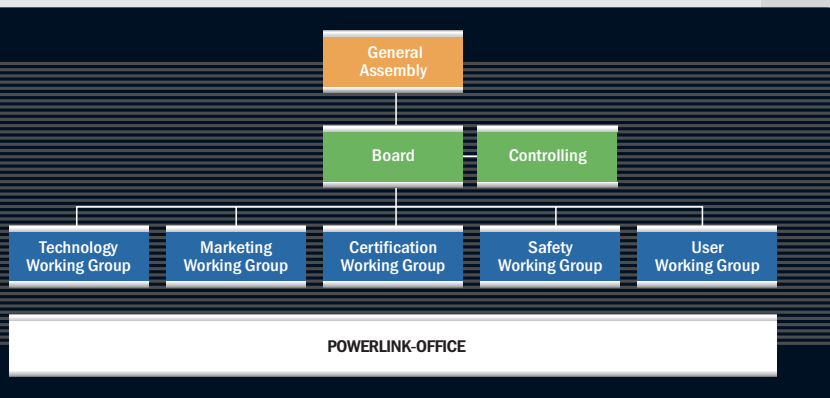 General
Assembly
Board
Controlling
Technology
Working Group
Marketing
Working Group
Certification
Working Group
Safety
Working Group
User
Working Group
POWERLINK-OFFICE